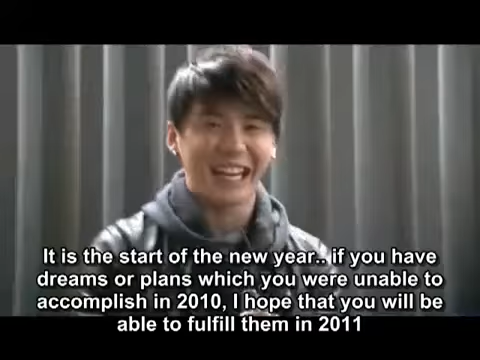 It is the start of the new year.. if you have
dreams or plans which you were unable to
accomplish in 2010, I hope that you will be
able to fulfill them in 2011